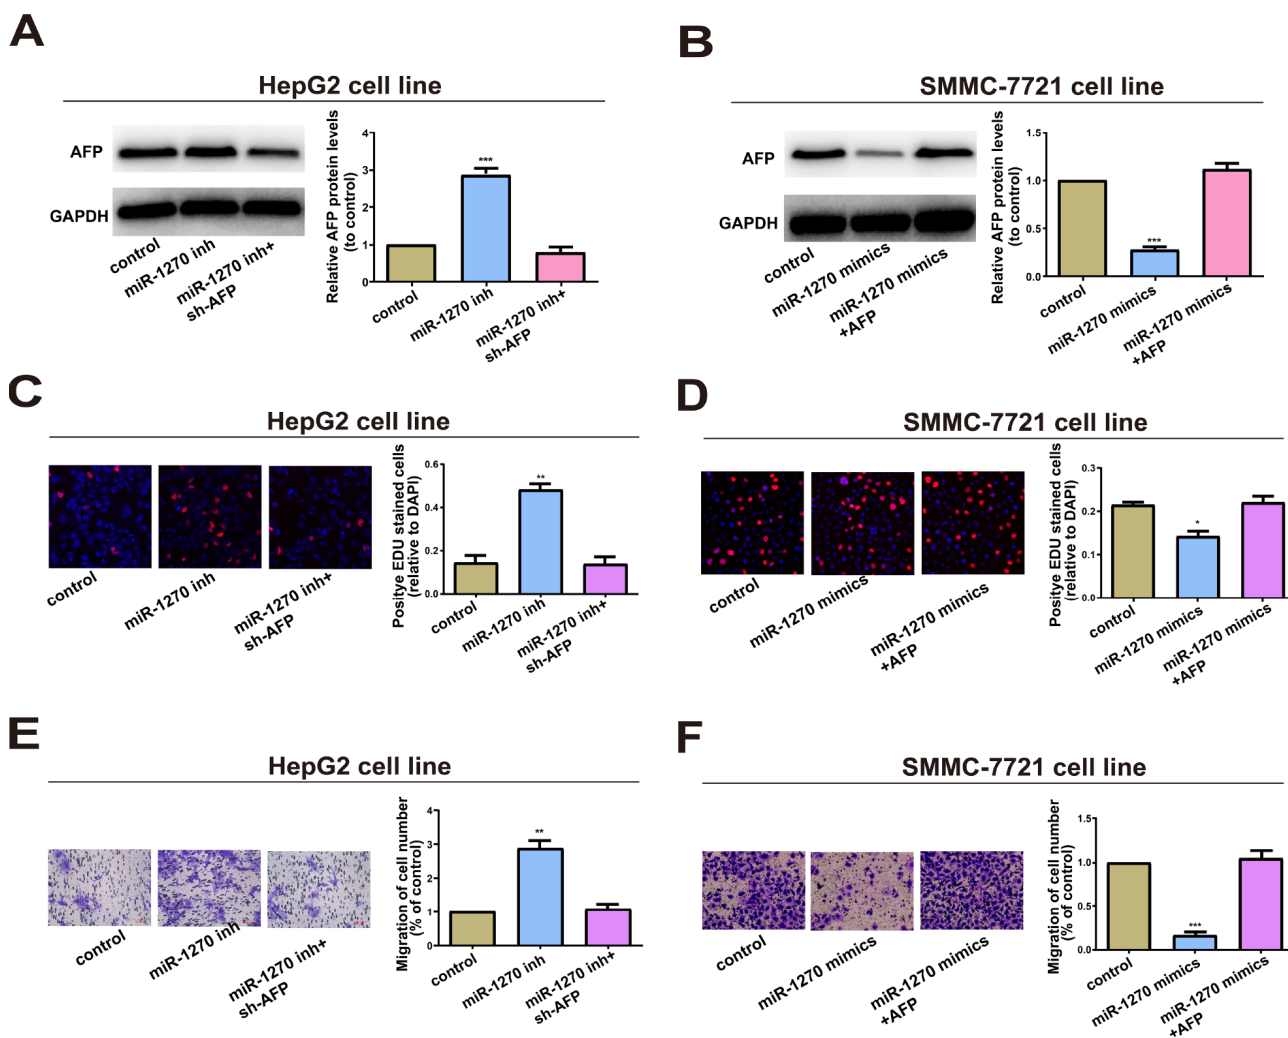 A
HepG2 cell line
AFP
GAPDH
control
miR-1270 inh
miR-1270 inh+
sh-AFP
Relative AFP protein levels
(to control)
4
3
2
1
0
***
control
miR-1270 inh
miR-1270 inh+
sh-AFP
B
SMMC-7721 cell line
AFP
GAPDH
control
miR-1270 mimics
miR-1270 mimics
+AFP
Relative AFP protein levels
(to control)
1.5
1.0
0.5
0.0
***
control
miR-1270 mimics
miR-1270 mimics
+AFP
C
HepG2 cell line
control
miR-1270 inh
miR-1270 inh+
sh-AFP
Positye EDU stained cells
(relative to DAPI)
0.6
0.4
0.2
0.0
**
control
miR-1270 inh
miR-1270 inh+
sh-AFP
D
SMMC-7721 cell line
control
miR-1270 mimics
miR-1270 mimics
+AFP
Positye EDU stained cells
(relative to DAPI)
0.3
0.2
0.1
0.0
*
control
miR-1270 mimics
miR-1270 mimics
+AFP
E
HepG2 cell line
control
miR-1270 inh
miR-1270 inh+
sh-AFP
Migration of cell number
(% of control)
4
3
2
1
0
**
control
miR-1270 inh
miR-1270 inh+
sh-AFP
F
SMMC-7721 cell line
control
miR-1270 mimics
miR-1270 mimics
+AFP
Migration of cell number
(% of control)
1.5
1.0
0.5
0.0
***
control
miR-1270 mimics
miR-1270 mimics
+AFP